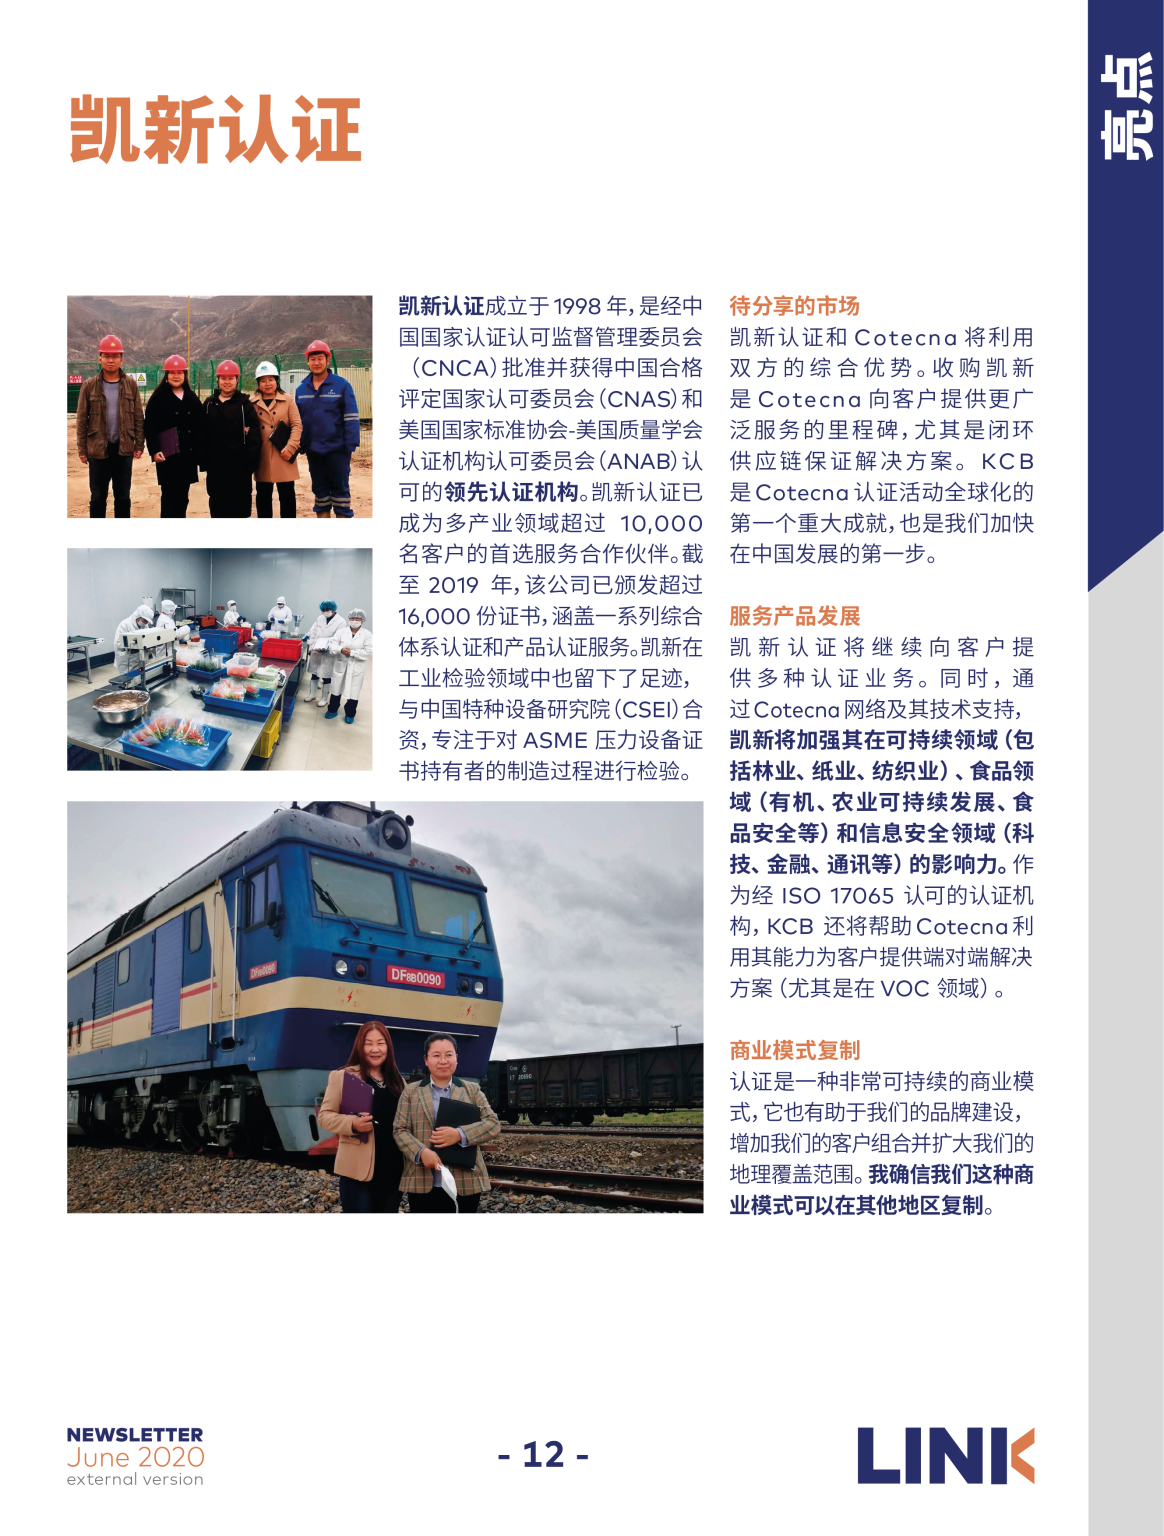 亮点
凯新认证
凯新认证成立于 1998 年，是经中
国国家认证认可监督管理委员会
（CNCA）批准并获得中国合格
评定国家认可委员会（CNAS）和
美国国家标准协会-美国质量学会
认证机构认可委员会（ANAB）认
可的领先认证机构。凯新认证已
成为多产业领域超过 10,000
名客户的首选服务合作伙伴。截
至 2019 年，该公司已颁发超过
16,000 份证书，涵盖一系列综合
体系认证和产品认证服务。凯新在
工业检验领域中也留下了足迹，
与中国特种设备研究院（CSEI）合
资，专注于对 ASME 压力设备证
书持有者的制造过程进行检验。
待分享的市场
凯新认证和 Cotecna 将利用
双方的综合优势。收购凯新
是 Cotecna 向客户提供更广
泛服务的里程碑，尤其是闭环
供应链保证解决方案。 KCB
是 Cotecna 认证活动全球化的
第一个重大成就，也是我们加快
在中国发展的第一步。
服务产品发展
凯新认证将继续向客户提
供多种认证业务。同时，通
过 Cotecna 网络及其技术支持，
凯新将加强其在可持续领域（包
括林业、纸业、纺织业）、食品领
域（有机、农业可持续发展、食
品安全等）和信息安全领域（科
技、金融、通讯等）的影响力。作
为经 ISO 17065 认可的认证机
构，KCB 还将帮助 Cotecna 利
用其能力为客户提供端对端解决
方案（尤其是在 VOC 领域）。
商业模式复制
认证是一种非常可持续的商业模
式，它也有助于我们的品牌建设，
增加我们的客户组合并扩大我们的
地理覆盖范围。我确信我们这种商
业模式可以在其他地区复制。
DF8B0090
DF8B0090
NEWSLETTER
June 2020
external version
- 12 -
LINK